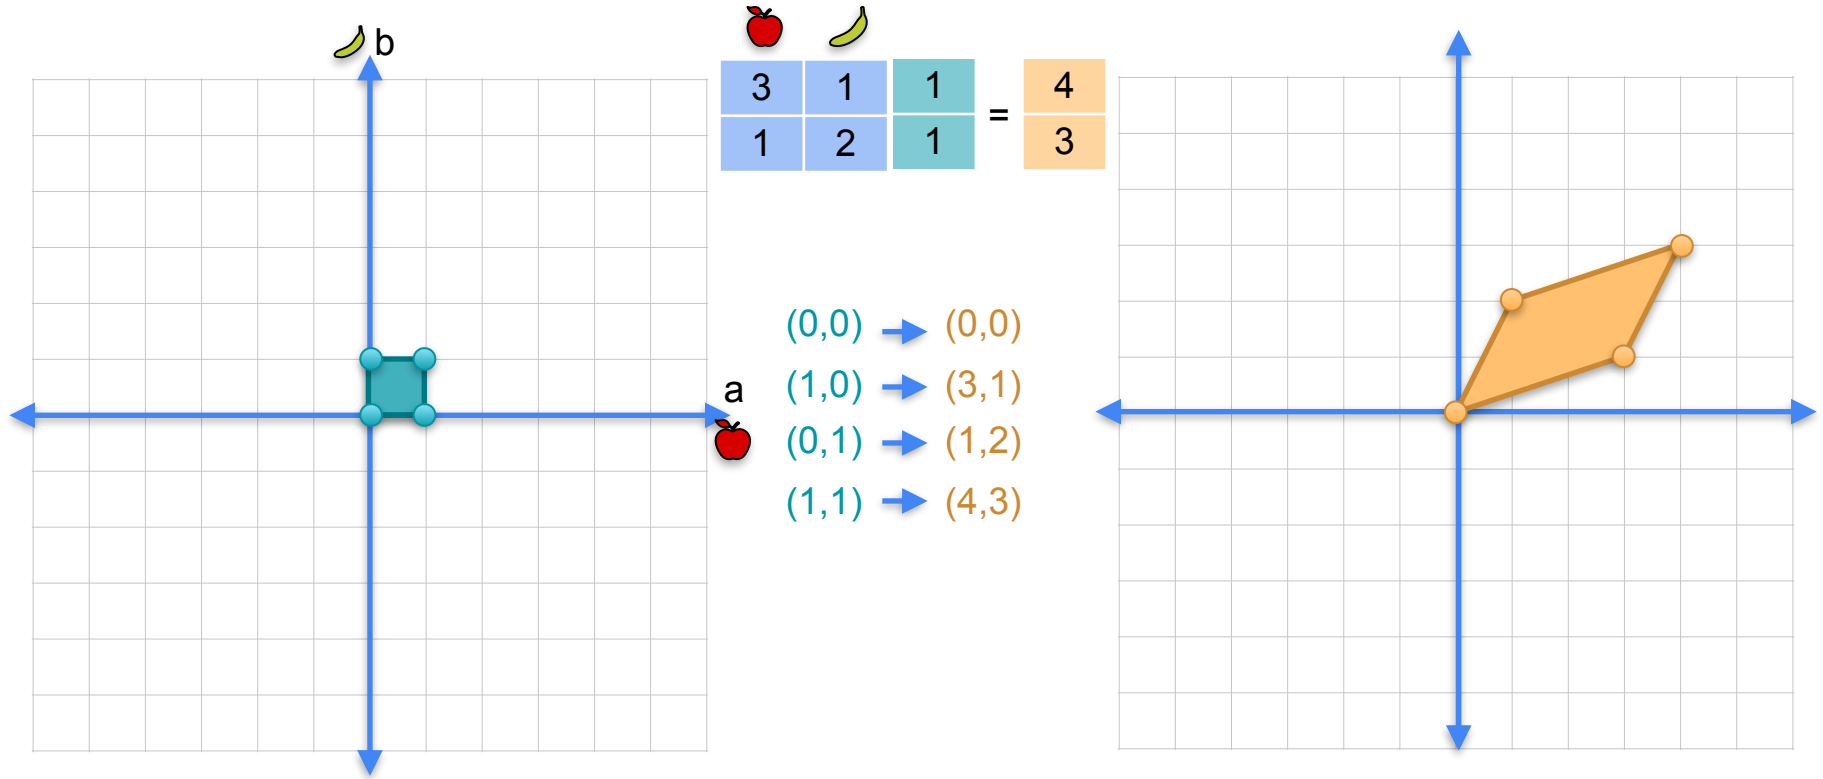 b
3 1 1 = 4
1 2 1 3
a
(0,0) (0,0)
(1,0) (3,1)
(0,1) (1,2)
(1,1) (4,3)